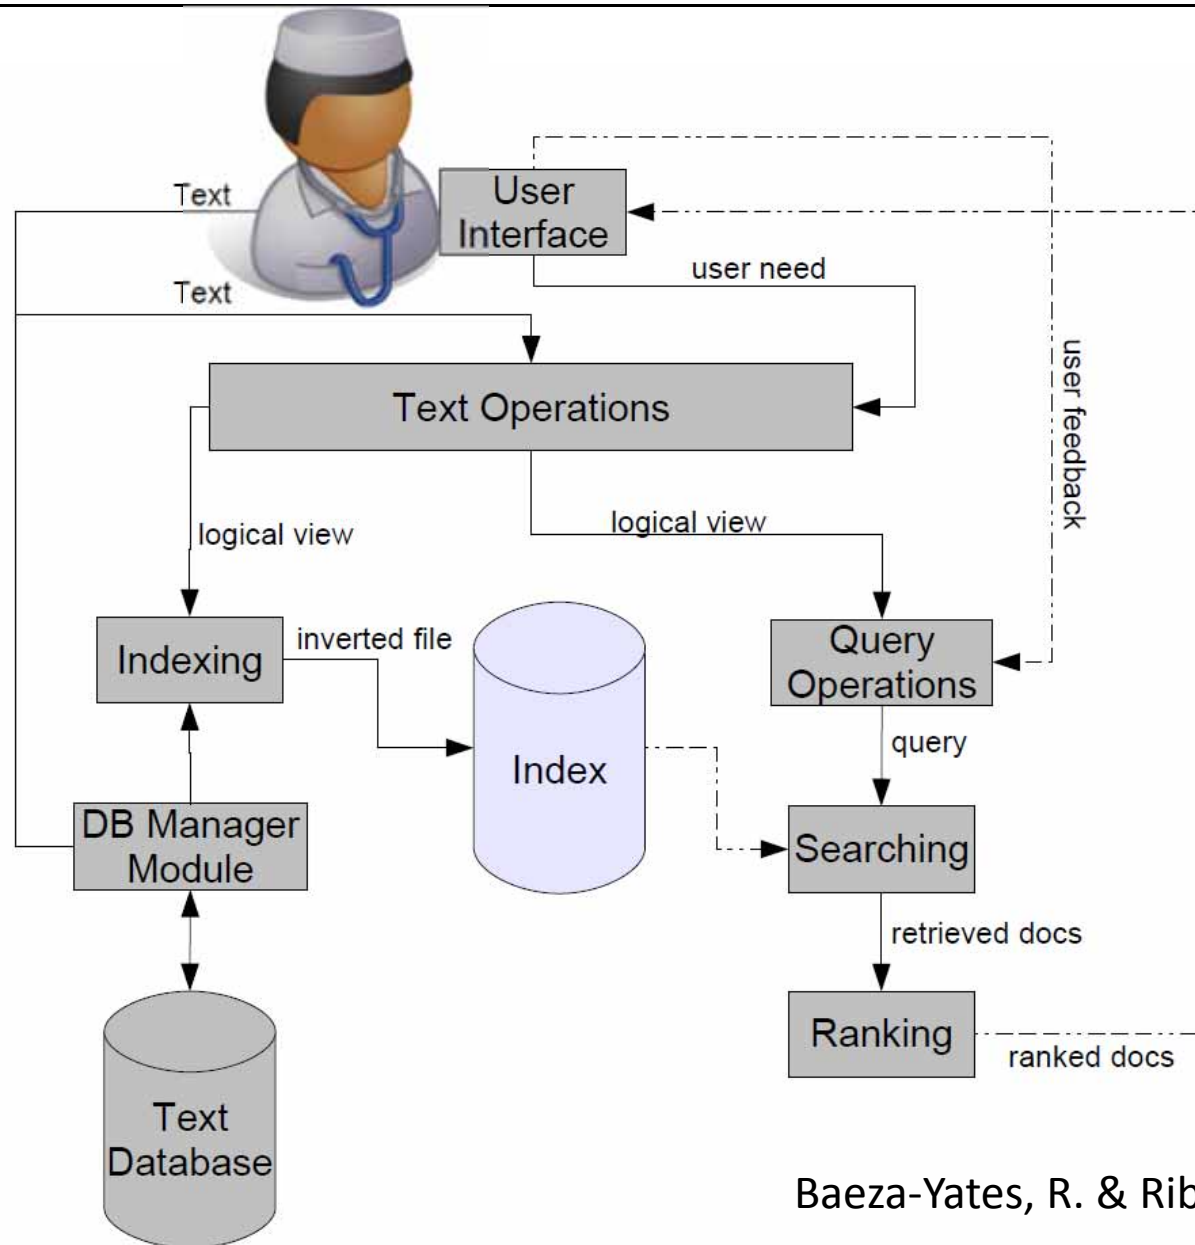 Text
User
Interface
user need
Text
Text Operations
user feedback
logical view
logical view
Indexing
inverted file
Query
Operations
Index
query
DB Manager
Module
Searching
retrieved docs
Ranking
ranked docs
Text
Database
Baeza-Yates, R. & Rib